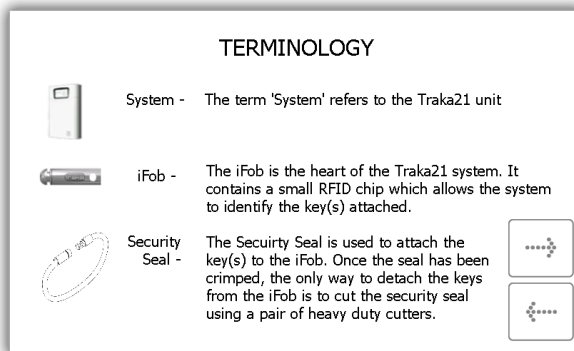 TERMINOLOGY
System - The term 'System' refers to the Traka21 unit
iFob - The iFob is the heart of the Traka21 system. It
contains a small RFID chip which allows the system
to identify the key(s) attached.
Security The Secuirty Seal is used to attach the
Seal - key(s) to the iFob. Once the seal has been
crimped, the only way to detach the keys
from the iFob is to cut the security seal
using a pair of heavy duty cutters.